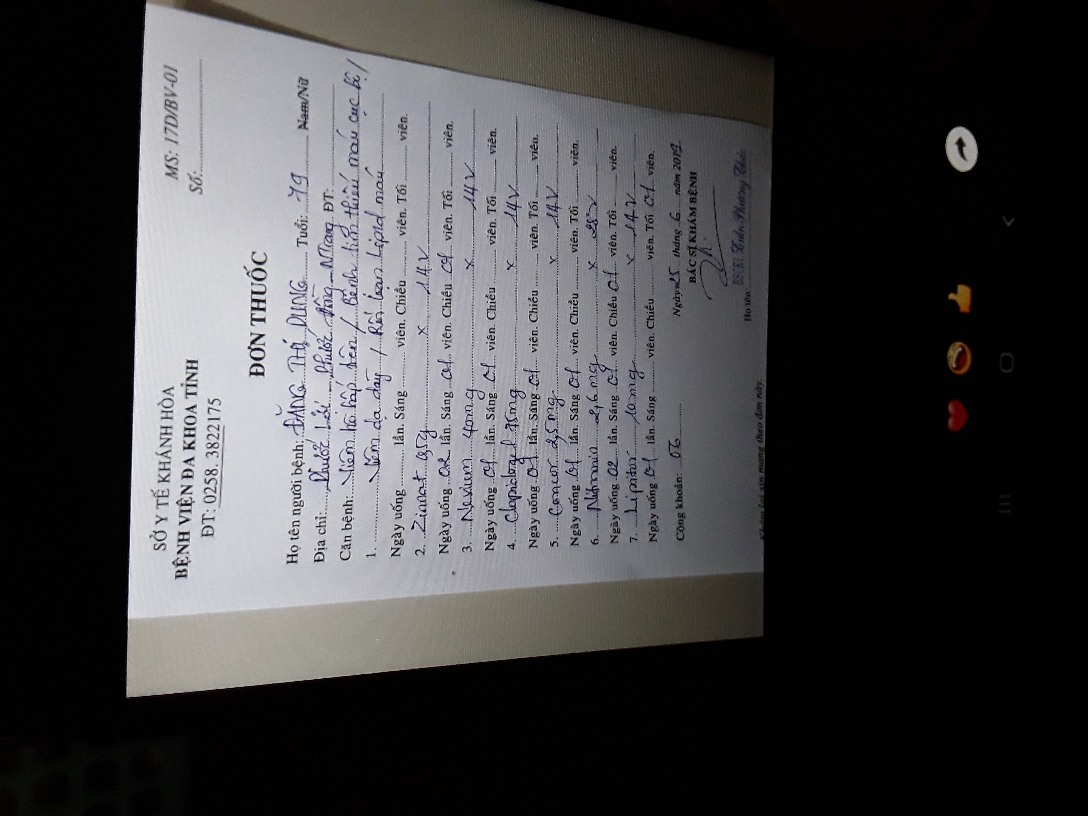 SỞ Y TẾ KHÁNH HÒA
BỆNH VIỆN ĐA KHOA TỈNH
ĐT: 0258. 3822175
MS: 17D/BV-01
Số:
ĐƠN THUỐC
Họ tên người bệnh: ĐẶNG THỊ DUNG Tuổi: 79 Nam/Nữ
Địa chỉ: Phước Lợi - Phước Đồng - NTrang ĐT:
Căn bệnh: Viêm hô hấp trên / Bệnh tim thiếu máu cục bộ /
1. Viêm dạ dày / Rối loạn Lipid máu
Ngày uống lần. Sáng viên. Chiều viên. Tối viên.
2. Zinnat 0,5g x 14V
Ngày uống 02 lần. Sáng 01 viên. Chiều 01 viên. Tối viên.
3. Nexium 40mg x 14V
Ngày uống 01 lần. Sáng 01 viên. Chiều viên. Tối viên.
4. Clopidogel 75mg x 14V
Ngày uống 01 lần. Sáng 01 viên. Chiều viên. Tối viên.
5. Concor 2,5mg x 14V
Ngày uống 01 lần. Sáng 01 viên. Chiều viên. Tối viên.
6. Nitromin 2,6mg x 28V
Ngày uống 02 lần. Sáng 01 viên. Chiều 01 viên. Tối viên.
7. Lipitor 10mg x 14V
Ngày uống 01 lần. Sáng viên. Chiều viên. Tối 01 viên.
Cộng khoản: 06
Ngày 25 tháng 6 năm 2019
BÁC SĨ KHÁM BỆNH
Họ tên: BSCKI Trần Phương
Khám lại xin mang theo đơn này